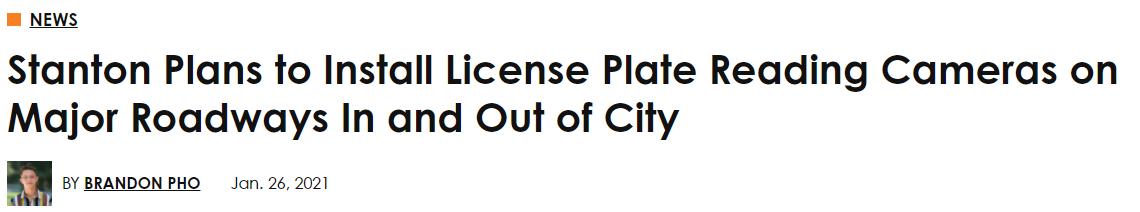 NEWS
Stanton Plans to Install License Plate Reading Cameras on
Major Roadways In and Out of City
BY BRANDON PHO Jan. 26, 2021